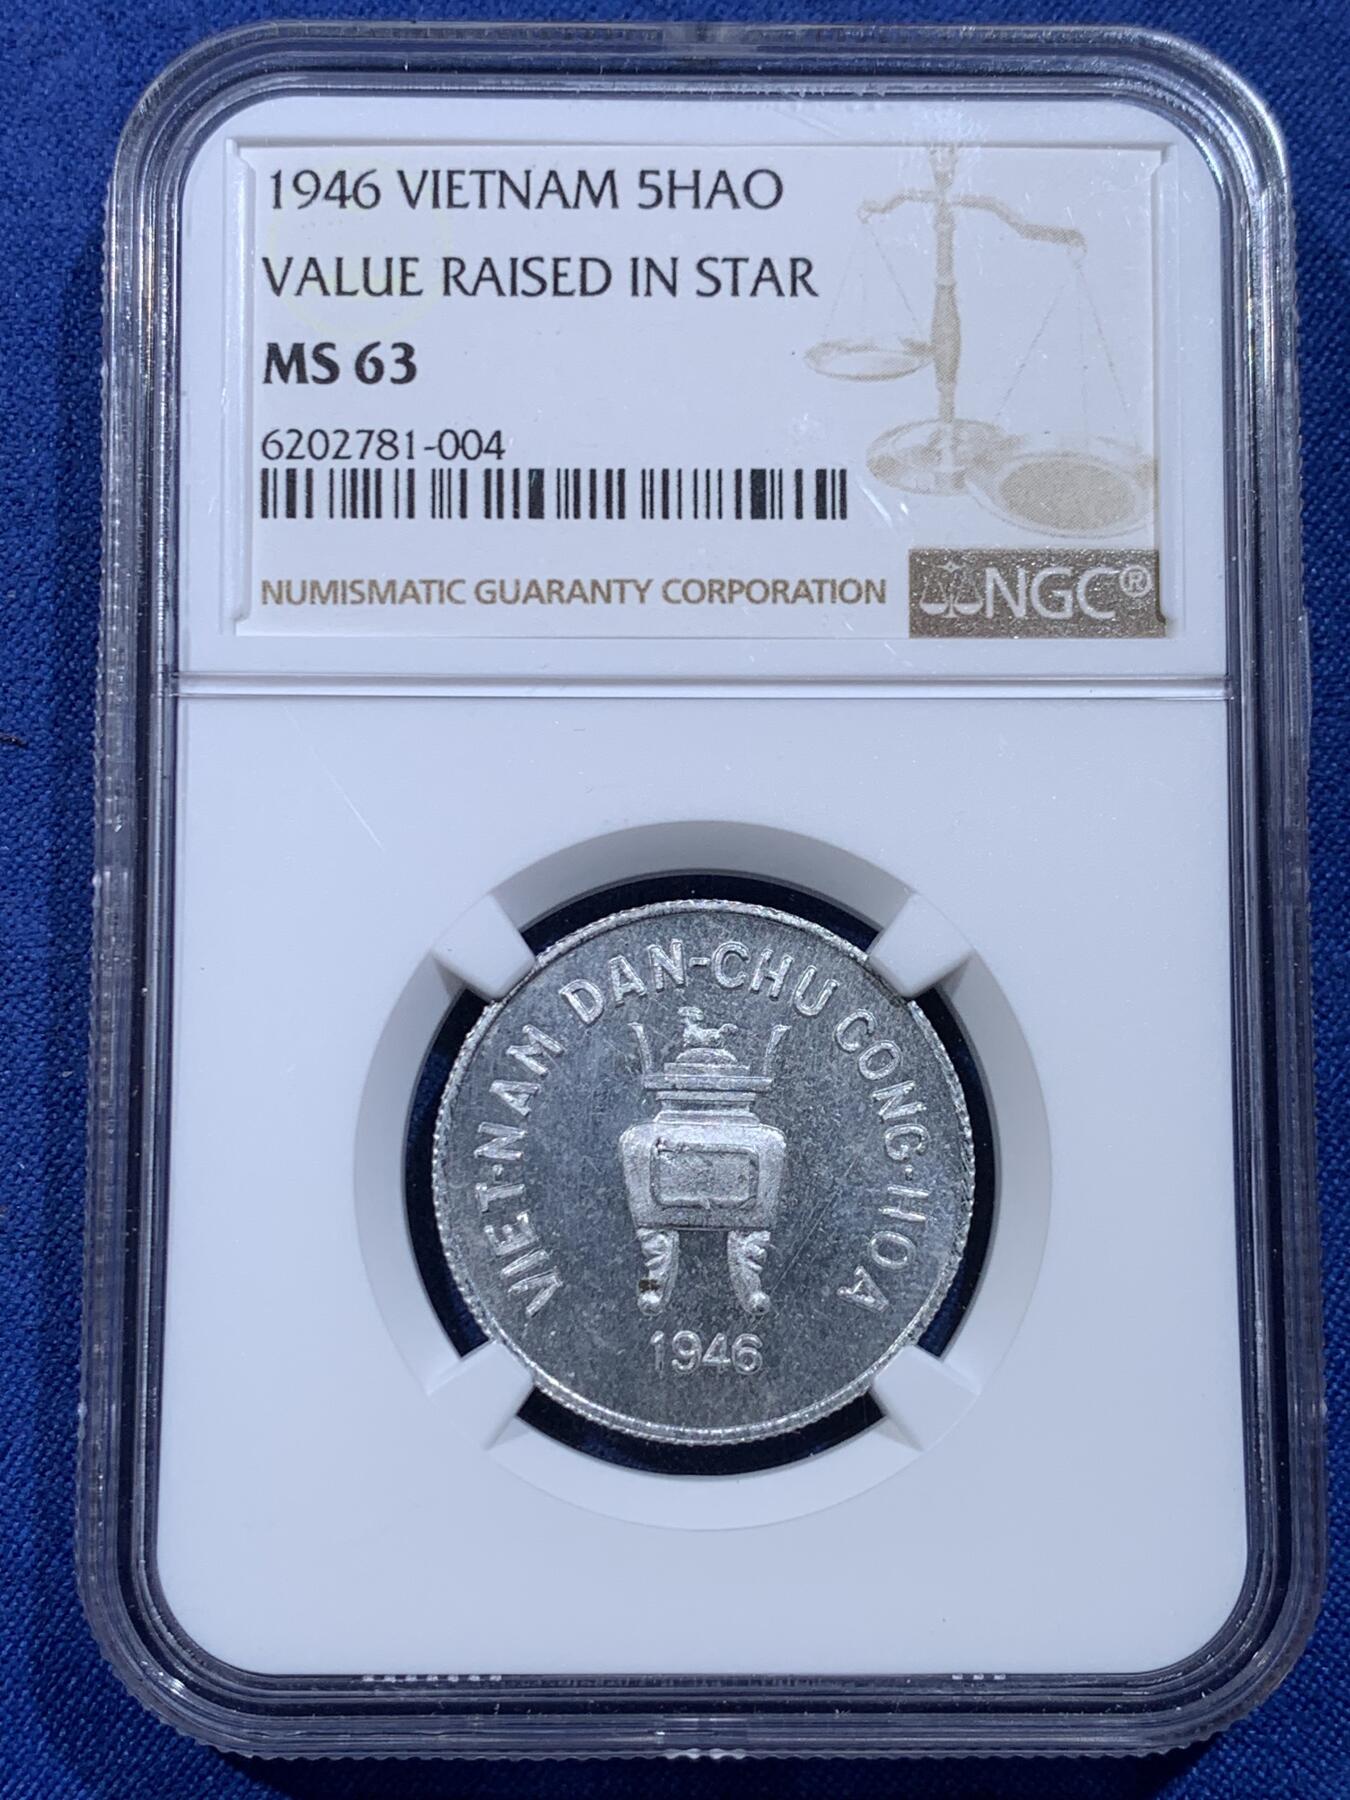 1946 VIETNAM 5HAO
VALUE RAISED IN STAR
MS 63
6202781-004
NUMISMATIC GUARANTY CORPORATION
NGC®
VIET·NAM DAN-CHU CONG·HOA
1946